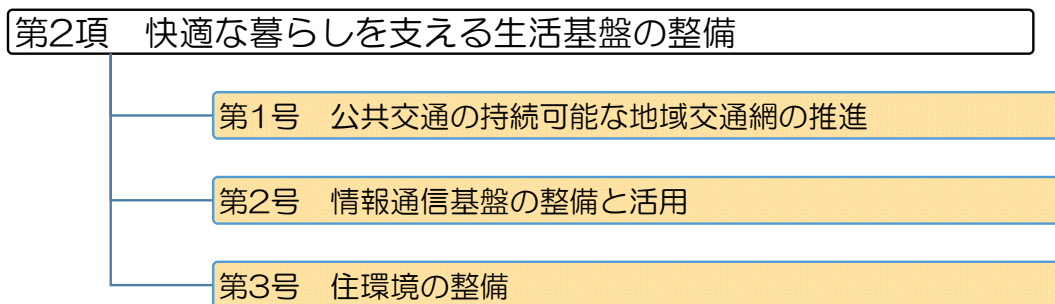 第2項　快適な暮らしを支える生活基盤の整備
第1号　公共交通の持続可能な地域交通網の推進
第2号　情報通信基盤の整備と活用
第3号　住環境の整備